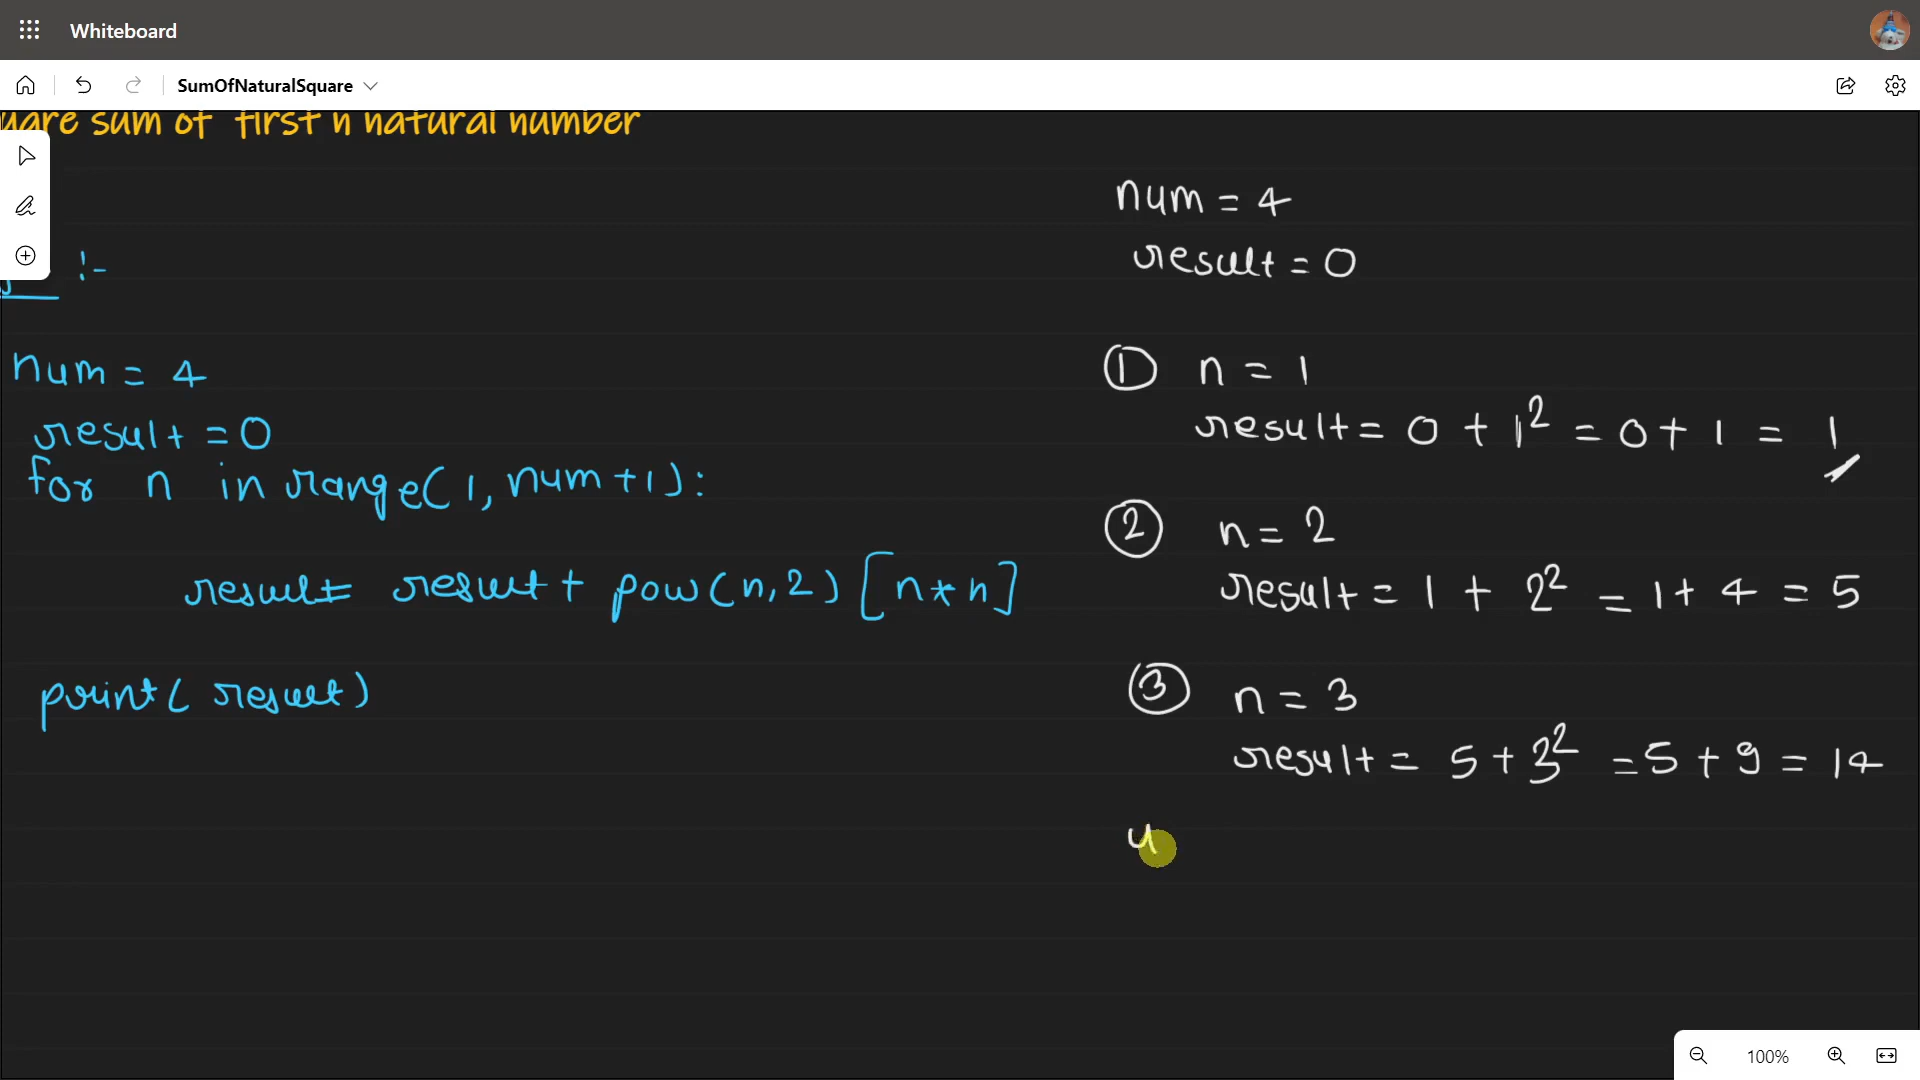 Whiteboard
SumOfNaturalSquare
uare sum of first n natural number
:-
num = 4
result = 0
for n in range(1, num+1):
result = result + pow(n,2) [n*n]
print(result)
num = 4
result = 0
① n = 1
result = 0 + 1² = 0 + 1 = 1
② n = 2
result = 1 + 2² = 1 + 4 = 5
③ n = 3
result = 5 + 3² = 5 + 9 = 14
4
100%